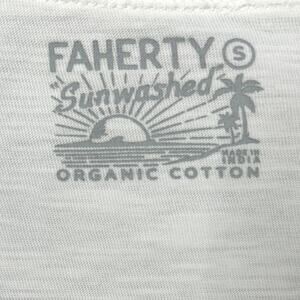 FAHERTY S
"Sunwashed"
MADE IN
INDIA
ORGANIC COTTON